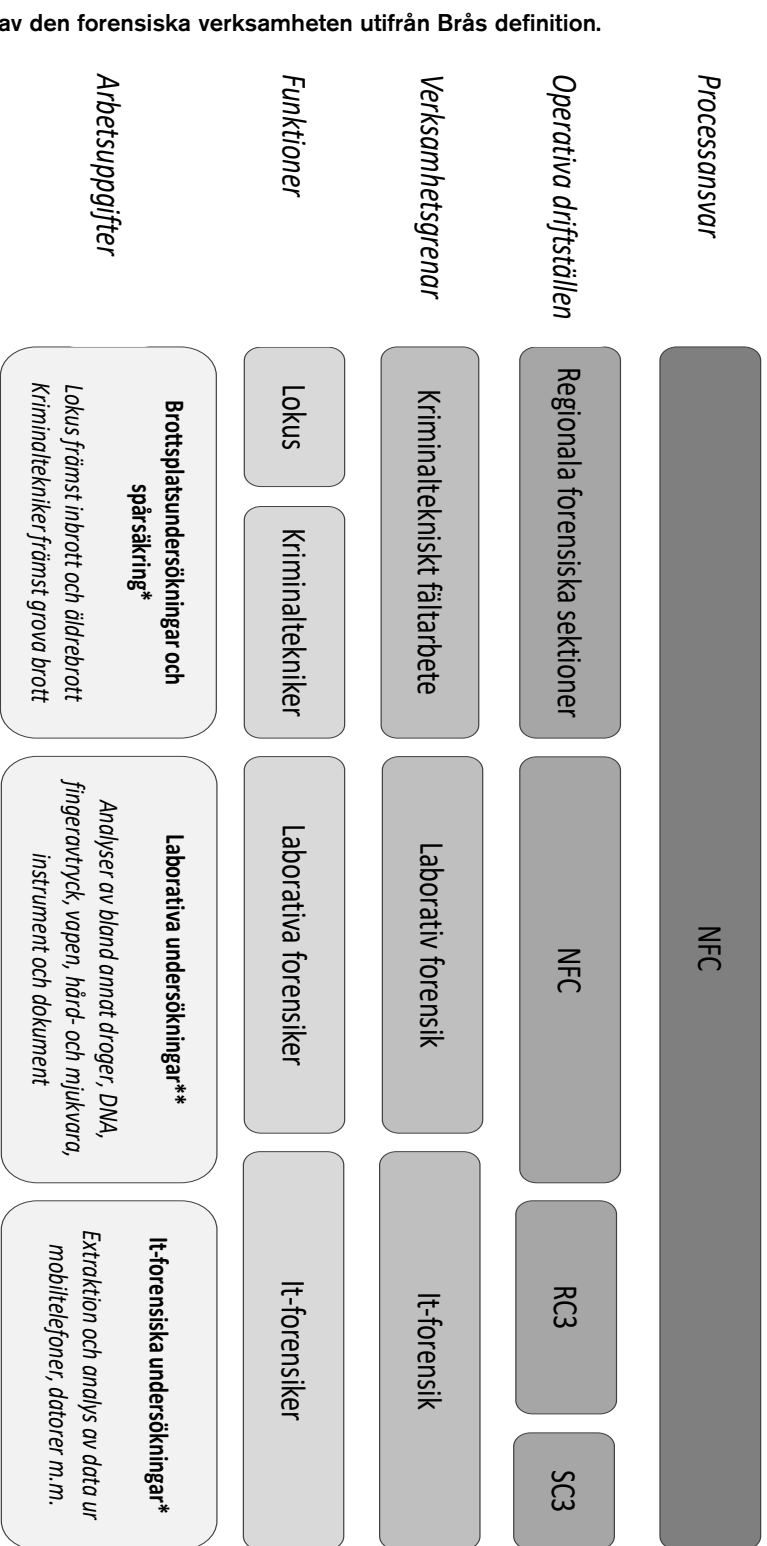 av den forensiska verksamheten utifrån Brås definition.
Processansvar
NFC
Operativa driftställen
Regionala forensiska sektioner
NFC
RC3
SC3
Verksamhetsgrenar
Kriminaltekniskt fältarbete
Laborativ forensik
It-forensik
Funktioner
Lokus
Kriminaltekniker
Laborativa forensiker
It-forensiker
Arbetsuppgifter
Brottsplatsundersökningar och
spårsäkring*
Lokus främst inbrott och äldrebrott
Kriminaltekniker främst grova brott
Laborativa undersökningar**
Analyser av bland annat droger, DNA,
fingeravtryck, vapen, hård- och mjukvara,
instrument och dokument
It-forensiska undersökningar*
Extraktion och analys av data ur
mobiltelefoner, datorer m.m.